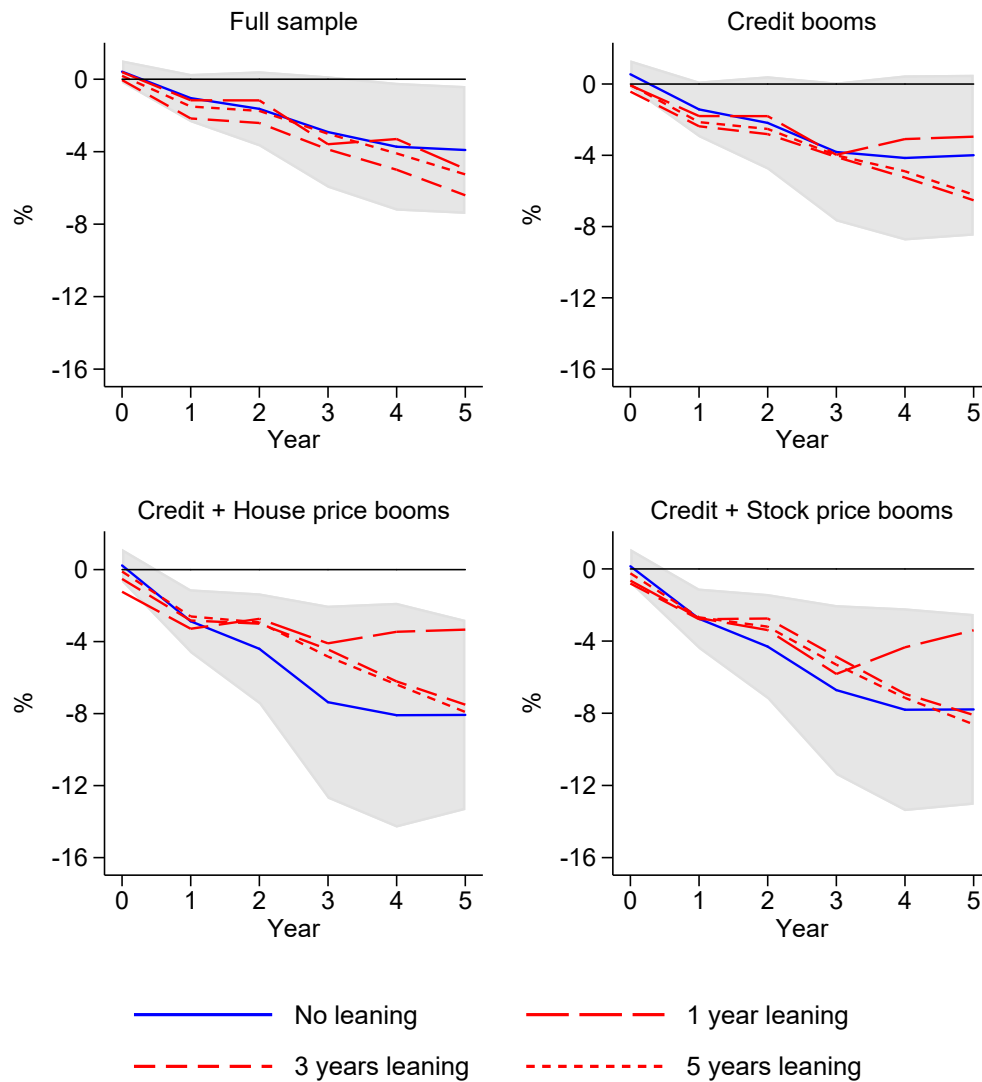 Full sample
0
-4
-8
-12
-16
%
0 1 2 3 4 5
Year
Credit booms
0
-4
-8
-12
-16
%
0 1 2 3 4 5
Year
Credit + House price booms
0
-4
-8
-12
-16
%
0 1 2 3 4 5
Year
Credit + Stock price booms
0
-4
-8
-12
-16
%
0 1 2 3 4 5
Year
No leaning
1 year leaning
3 years leaning
5 years leaning